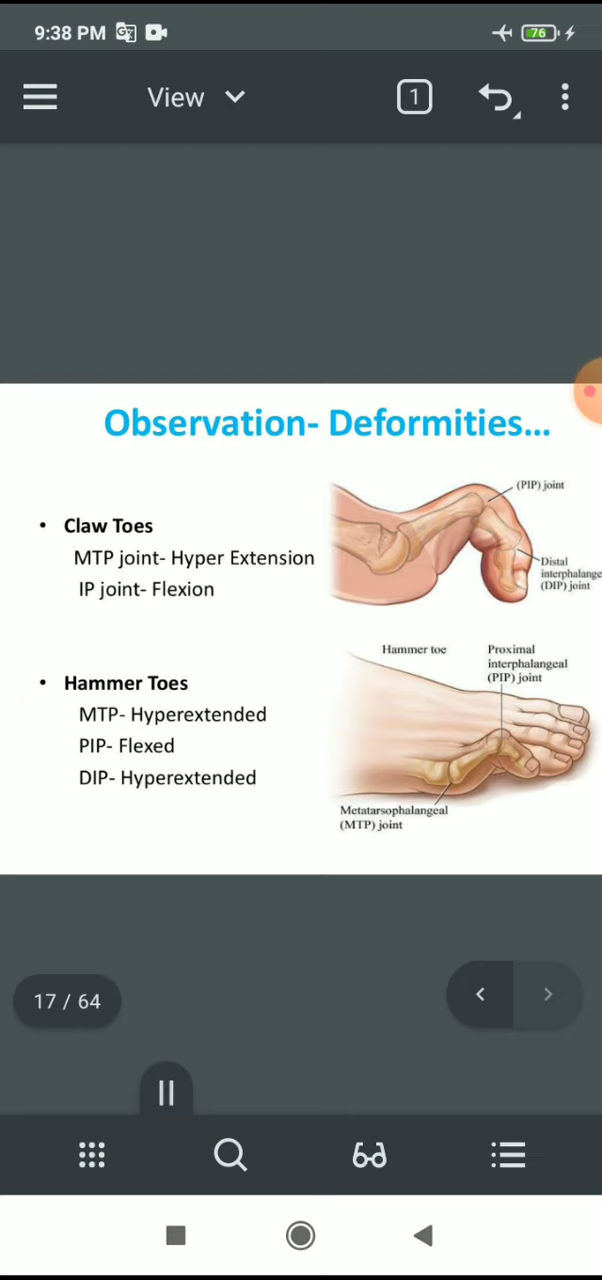 9:38 PM
76
View
1
Observation- Deformities...
(PIP) joint
• Claw Toes
MTP joint- Hyper Extension
IP joint- Flexion
Distal
interphalange
(DIP) joint
Hammer toe
Proximal
interphalangeal
(PIP) joint
• Hammer Toes
MTP- Hyperextended
PIP- Flexed
DIP- Hyperextended
Metatarsophalangeal
(MTP) joint
17 / 64